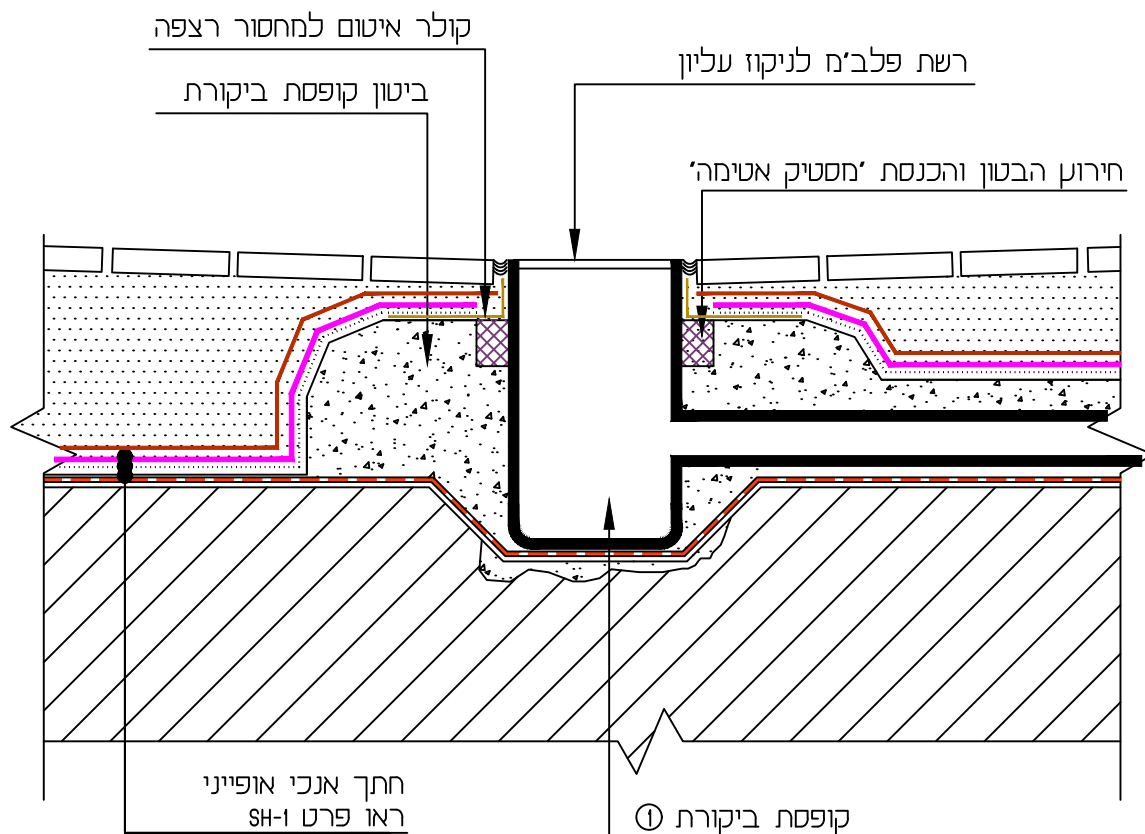 קולר איטום למחסור רצפה
רשת פלב'מ לניקוז עליון
ביטון קופסת ביקורת
חירוץ הבטון והכנסת 'מסטיק אטימה'
חתך אנכי אופייני
ראו פרט SH-1
קופסת ביקורת ①